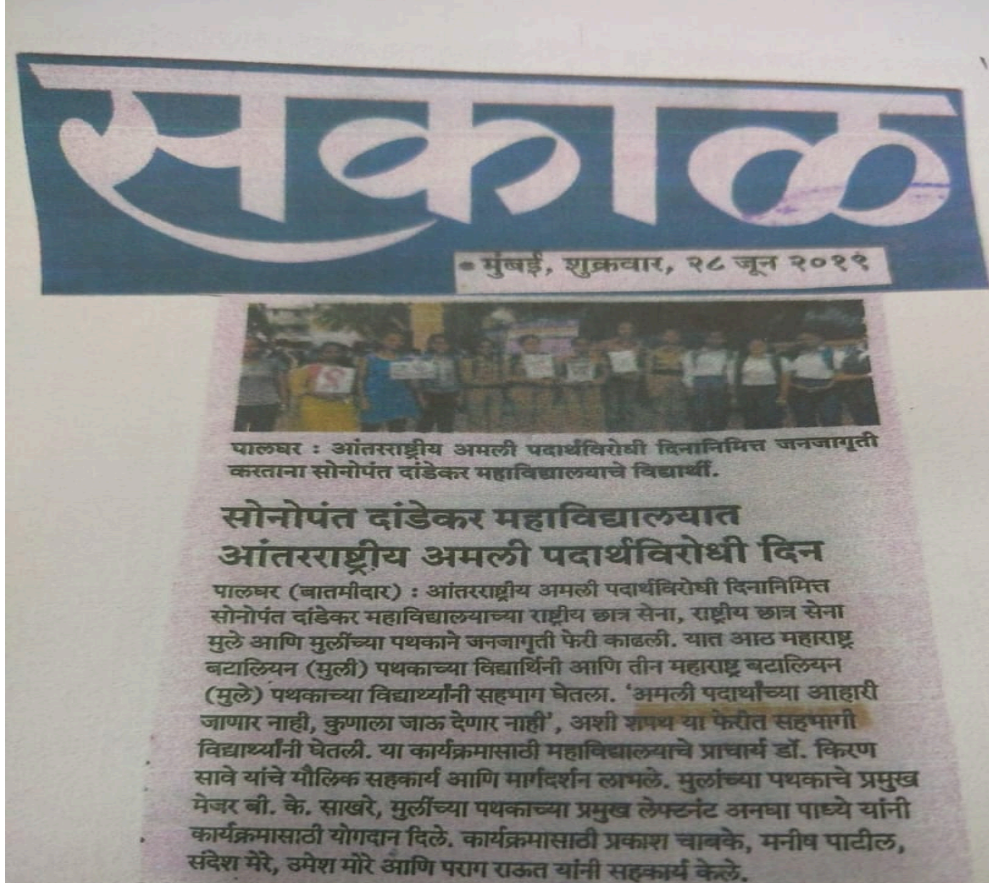 सकाळ
• मुंबई, शुक्रवार, २८ जून २०१९
पालघर : आंतरराष्ट्रीय अमली पदार्थविरोधी दिनानिमित्त जनजागृती
करताना सोनोपंत दांडेकर महाविद्यालयाचे विद्यार्थी.
सोनोपंत दांडेकर महाविद्यालयात
आंतरराष्ट्रीय अमली पदार्थविरोधी दिन
पालघर (बातमीदार) : आंतरराष्ट्रीय अमली पदार्थविरोधी दिनानिमित्त
सोनोपंत दांडेकर महाविद्यालयाच्या राष्ट्रीय छात्र सेना, राष्ट्रीय छात्र सेना
मुले आणि मुलींच्या पथकाने जनजागृती फेरी काढली. यात आठ महाराष्ट्र
बटालियन (मुली) पथकाच्या विद्यार्थिनी आणि तीन महाराष्ट्र बटालियन
(मुले) पथकाच्या विद्यार्थ्यांनी सहभाग घेतला. 'अमली पदार्थांच्या आहारी
जाणार नाही, कुणाला जाऊ देणार नाही', अशी शपथ या फेरीत सहभागी
विद्यार्थ्यांनी घेतली. या कार्यक्रमासाठी महाविद्यालयाचे प्राचार्य डॉ. किरण
सावे यांचे मौलिक सहकार्य आणि मार्गदर्शन लाभले. मुलांच्या पथकाचे प्रमुख
मेजर बी. के. साखरे, मुलींच्या पथकाच्या प्रमुख लेफ्टनंट अनघा पाध्ये यांनी
कार्यक्रमासाठी योगदान दिले. कार्यक्रमासाठी प्रकाश चाबके, मनीष पाटील,
संदेश मेरे, उमेश मोरे आणि पराग राऊत यांनी सहकार्य केले.